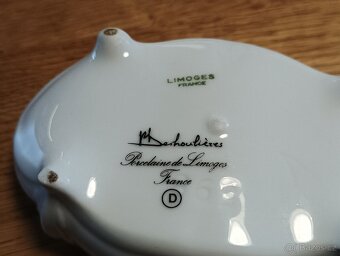 LIMOGES
FRANCE
Deshoulières
Porcelaine de Limoges
France
D